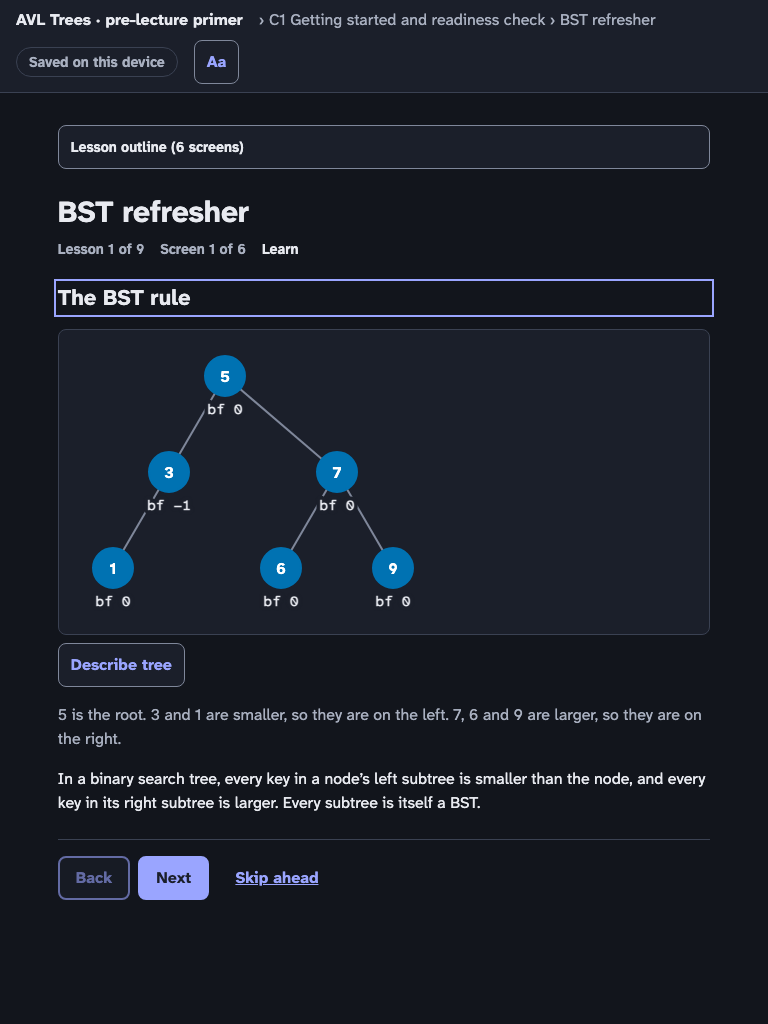 AVL Trees · pre-lecture primer › C1 Getting started and readiness check › BST refresher
Saved on this device Aa
Lesson outline (6 screens)
BST refresher
Lesson 1 of 9 Screen 1 of 6 Learn
The BST rule
5
bf 0
3 7
bf −1 bf 0
1 6 9
bf 0 bf 0 bf 0
Describe tree
5 is the root. 3 and 1 are smaller, so they are on the left. 7, 6 and 9 are larger, so they are on
the right.
In a binary search tree, every key in a node’s left subtree is smaller than the node, and every
key in its right subtree is larger. Every subtree is itself a BST.
Back Next Skip ahead